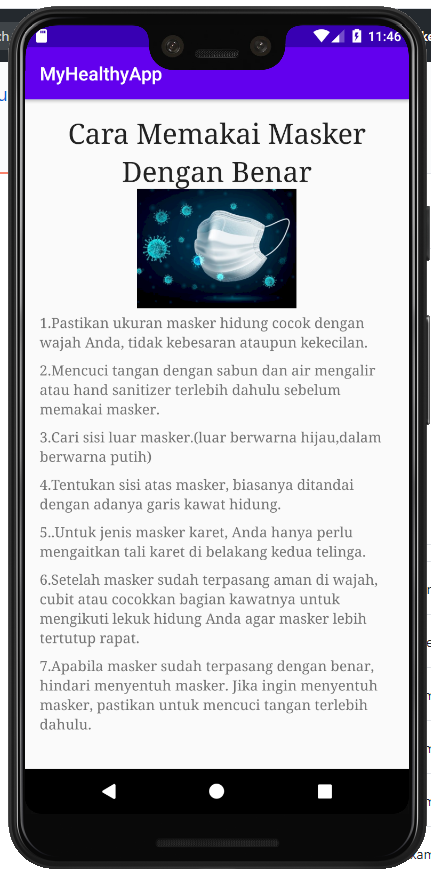 11:46
MyHealthyApp
Cara Memakai Masker
Dengan Benar
1.Pastikan ukuran masker hidung cocok dengan
wajah Anda, tidak kebesaran ataupun kekecilan.
2.Mencuci tangan dengan sabun dan air mengalir
atau hand sanitizer terlebih dahulu sebelum
memakai masker.
3.Cari sisi luar masker.(luar berwarna hijau,dalam
berwarna putih)
4.Tentukan sisi atas masker, biasanya ditandai
dengan adanya garis kawat hidung.
5..Untuk jenis masker karet, Anda hanya perlu
mengaitkan tali karet di belakang kedua telinga.
6.Setelah masker sudah terpasang aman di wajah,
cubit atau cocokkan bagian kawatnya untuk
mengikuti lekuk hidung Anda agar masker lebih
tertutup rapat.
7.Apabila masker sudah terpasang dengan benar,
hindari menyentuh masker. Jika ingin menyentuh
masker, pastikan untuk mencuci tangan terlebih
dahulu.